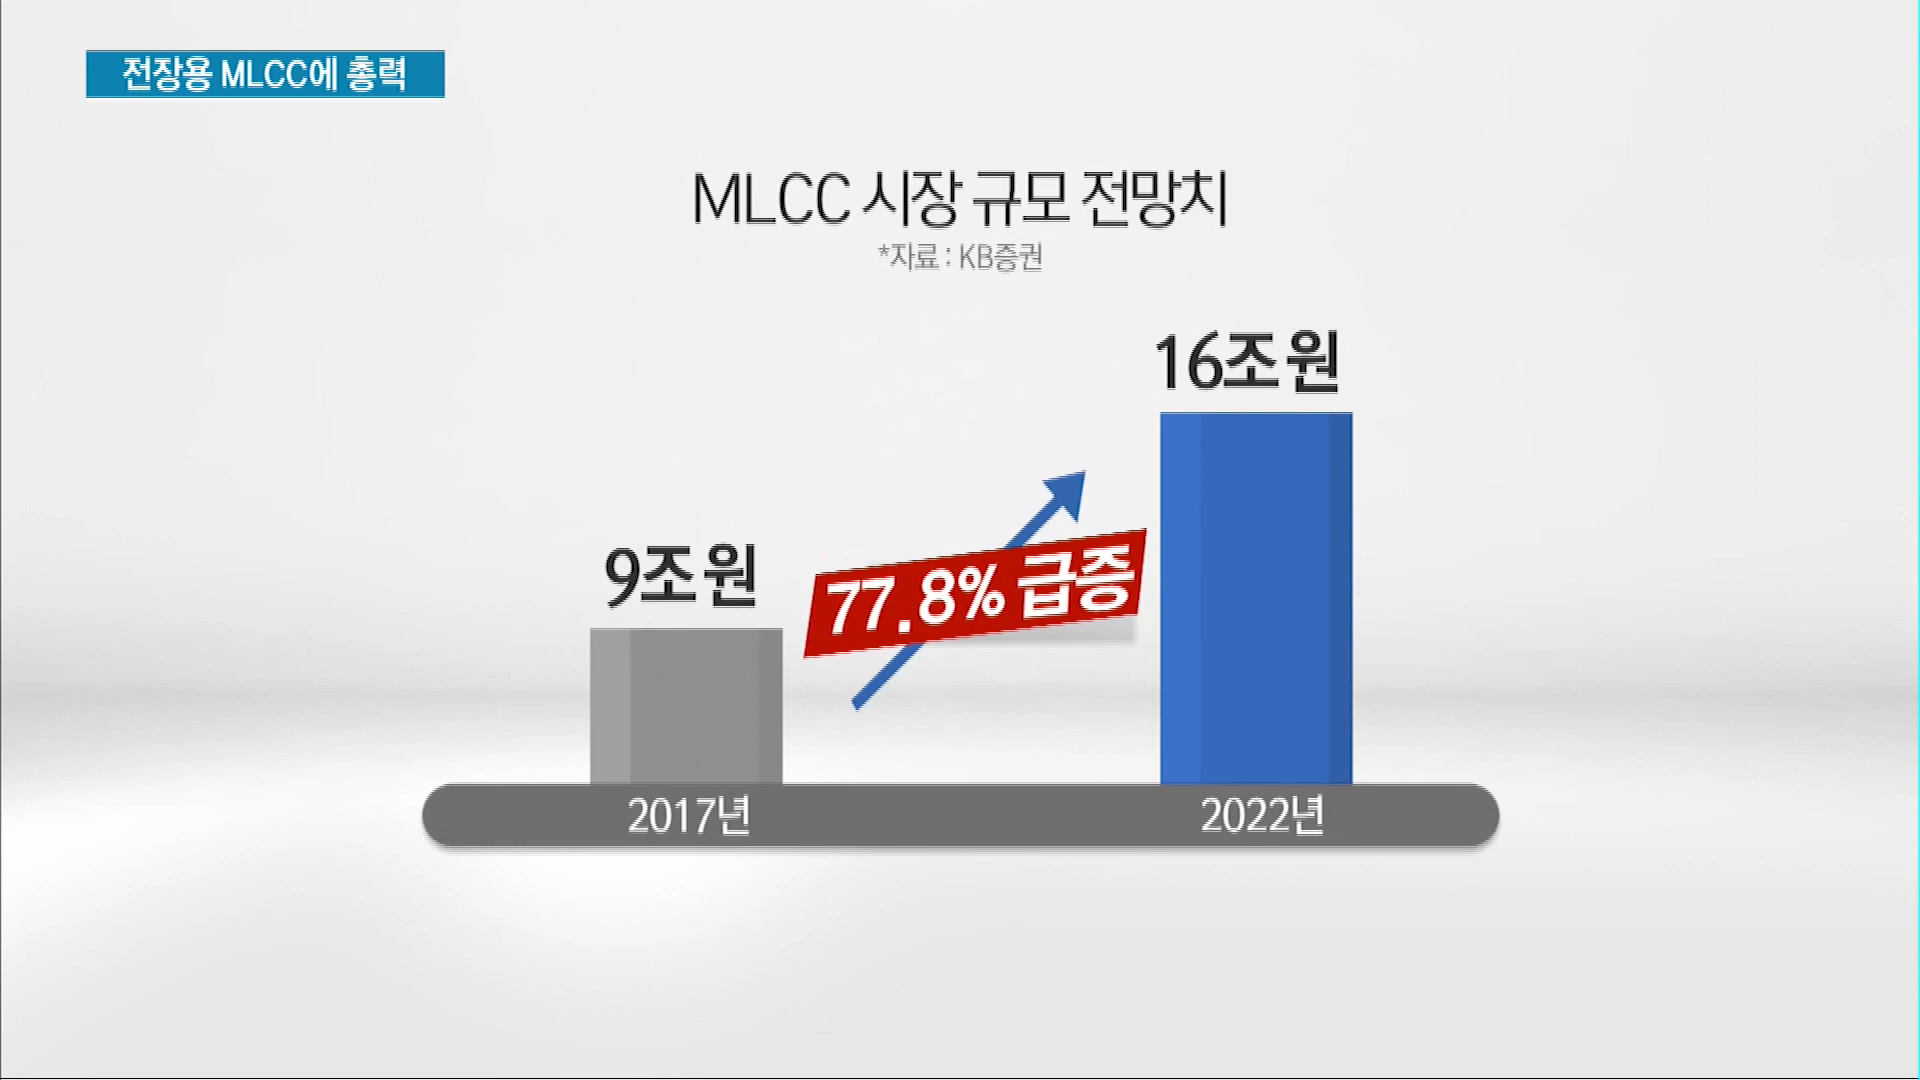 전장용 MLCC에 총력
MLCC 시장 규모 전망치
*자료 : KB증권
16조원
9조원
77.8% 급증
2017년
2022년